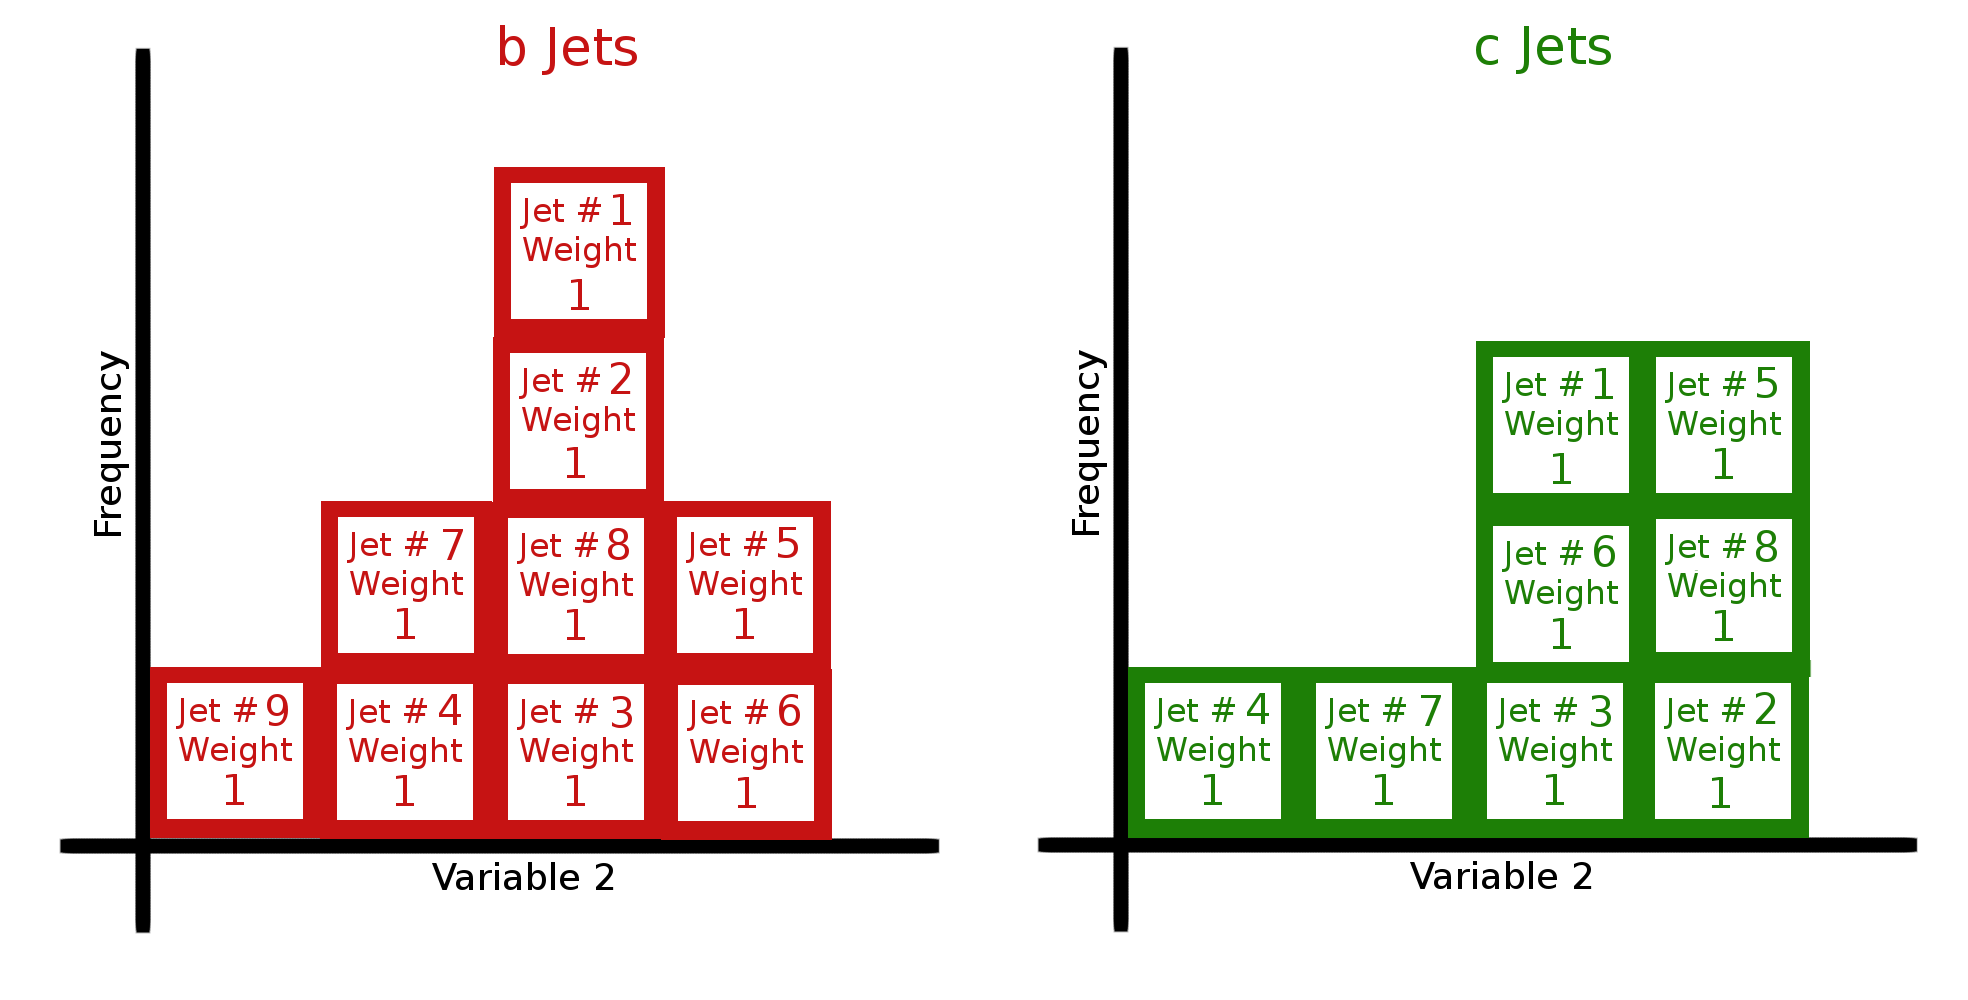 b Jets
Jet # 1
Weight
1
Jet # 2
Weight
1
Jet # 7
Weight
1
Jet # 8
Weight
1
Jet # 5
Weight
1
Jet # 9
Weight
1
Jet # 4
Weight
1
Jet # 3
Weight
1
Jet # 6
Weight
1
Frequency
Variable 2
c Jets
Jet # 1
Weight
1
Jet # 5
Weight
1
Jet # 6
Weight
1
Jet # 8
Weight
1
Jet # 4
Weight
1
Jet # 7
Weight
1
Jet # 3
Weight
1
Jet # 2
Weight
1
Frequency
Variable 2